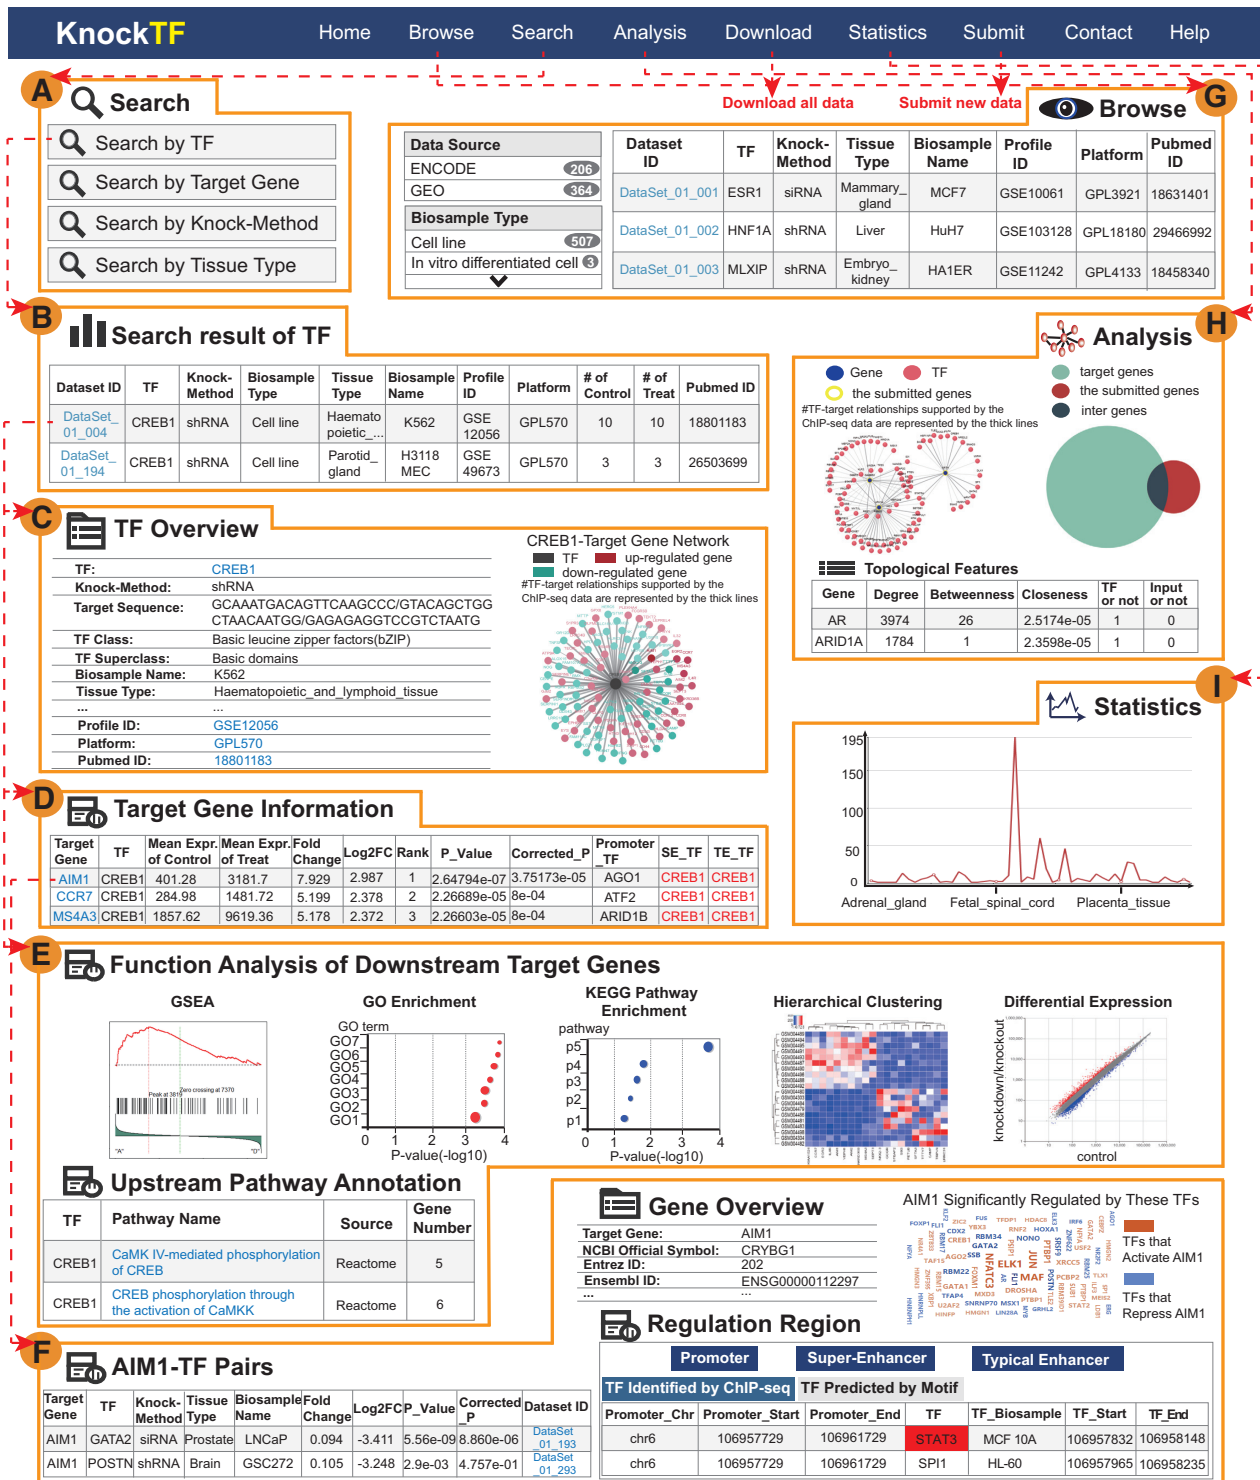 KnockTF
Home Browse Search Analysis Download Statistics Submit Contact Help
Download all data
Submit new data
A
Search
Search by TF
Search by Target Gene
Search by Knock-Method
Search by Tissue Type
G
Browse
Data Source
ENCODE 206
GEO 364
Biosample Type
Cell line 507
In vitro differentiated cell 3
Dataset ID TF Knock-Method Tissue Type Biosample Name Profile ID Platform Pubmed ID
DataSet_01_001 ESR1 siRNA Mammary_gland MCF7 GSE10061 GPL3921 18631401
DataSet_01_002 HNF1A shRNA Liver HuH7 GSE103128 GPL18180 29466992
DataSet_01_003 MLXIP shRNA Embryo_kidney HA1ER GSE11242 GPL4133 18458340
B
Search result of TF
Dataset ID TF Knock-Method Biosample Type Tissue Type Biosample Name Profile ID Platform # of Control # of Treat Pubmed ID
DataSet_01_004 CREB1 shRNA Cell line Haematopoietic_... K562 GSE12056 GPL570 10 10 18801183
DataSet_01_194 CREB1 shRNA Cell line Parotid_gland H3118 MEC GSE49673 GPL570 3 3 26503699
H
Analysis
Gene TF
the submitted genes
#TF-target relationships supported by the
ChIP-seq data are represented by the thick lines
target genes
the submitted genes
inter genes
Topological Features
Gene Degree Betweenness Closeness TF or not Input or not
AR 3974 26 2.5174e-05 1 0
ARID1A 1784 1 2.3598e-05 1 0
C
TF Overview
TF: CREB1
Knock-Method: shRNA
Target Sequence: GCAAATGACAGTTCAAGCCC/GTACAGCTGG
CTAACAATGG/GAGAGAGGTCCGTCTAATG
TF Class: Basic leucine zipper factors(bZIP)
TF Superclass: Basic domains
Biosample Name: K562
Tissue Type: Haematopoietic_and_lymphoid_tissue
... ...
Profile ID: GSE12056
Platform: GPL570
Pubmed ID: 18801183
CREB1-Target Gene Network
TF up-regulated gene
down-regulated gene
#TF-target relationships supported by the
ChIP-seq data are represented by the thick lines
I
Statistics
195
150
100
50
0
Adrenal_gland Fetal_spinal_cord Placenta_tissue
D
Target Gene Information
Target Gene TF Mean Expr. of Control Mean Expr. of Treat Fold Change Log2FC Rank P_Value Corrected_P Promoter_TF SE_TF TE_TF
AIM1 CREB1 401.28 3181.7 7.929 2.987 1 2.64794e-07 3.75173e-05 AGO1 CREB1 CREB1
CCR7 CREB1 284.98 1481.72 5.199 2.378 2 2.26689e-05 8e-04 ATF2 CREB1 CREB1
MS4A3 CREB1 1857.62 9619.36 5.178 2.372 3 2.26603e-05 8e-04 ARID1B CREB1 CREB1
E
Function Analysis of Downstream Target Genes
GSEA
Zero crossing at 7370
Peak at 3819
"A" "D"
GO Enrichment
GO term
GO7
GO6
GO5
GO4
GO3
GO2
GO1
0 1 2 3 4
P-value(-log10)
KEGG Pathway
Enrichment
pathway
p5
p4
p3
p2
p1
0 1 2 3 4
P-value(-log10)
Hierarchical Clustering
Differential Expression
knockdown/knockout
control
Upstream Pathway Annotation
TF Pathway Name Source Gene Number
CREB1 CaMK IV-mediated phosphorylation of CREB Reactome 5
CREB1 CREB phosphorylation through the activation of CaMKK Reactome 6
Gene Overview
Target Gene: AIM1
NCBI Official Symbol: CRYBG1
Entrez ID: 202
Ensembl ID: ENSG00000112297
... ...
AIM1 Significantly Regulated by These TFs
TFs that
Activate AIM1
TFs that
Repress AIM1
NFATC3 ELK1 JUN PTBP1 DROSHA NONO RBM34 GATA2 RBM22 GATA1 XRCC5 PCBP2 POSTN MAF SRSF9 HOXA1
Regulation Region
Promoter Super-Enhancer Typical Enhancer
TF Identified by ChIP-seq TF Predicted by Motif
Promoter_Chr Promoter_Start Promoter_End TF TF_Biosample TF_Start TF_End
chr6 106957729 106961729 STAT3 MCF 10A 106957832 106958148
chr6 106957729 106961729 SPI1 HL-60 106957965 106958235
F
AIM1-TF Pairs
Target Gene TF Knock-Method Tissue Type Biosample Name Fold Change Log2FC P_Value Corrected_P Dataset ID
AIM1 GATA2 siRNA Prostate LNCaP 0.094 -3.411 5.56e-09 8.860e-06 DataSet_01_193
AIM1 POSTN shRNA Brain GSC272 0.105 -3.248 2.9e-03 4.757e-01 DataSet_01_293